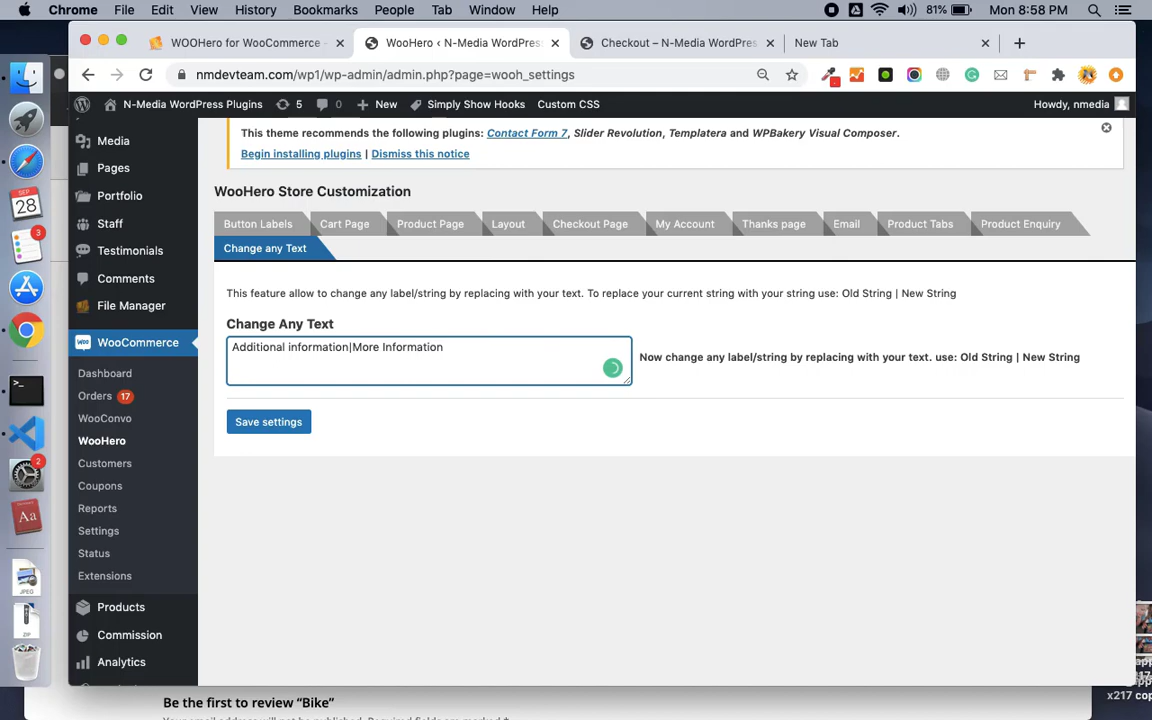 Chrome File Edit View History Bookmarks People Tab Window Help 81% Mon 8:58 PM
WOOHero for WooCommerce - WooHero ‹ N-Media WordPress Checkout – N-Media WordPres New Tab
nmdevteam.com/wp1/wp-admin/admin.php?page=wooh_settings
N-Media WordPress Plugins 5 0 New Simply Show Hooks Custom CSS Howdy, nmedia
This theme recommends the following plugins: Contact Form 7, Slider Revolution, Templatera and WPBakery Visual Composer.
Begin installing plugins | Dismiss this notice
Media
Pages
Portfolio
Staff
Testimonials
Comments
File Manager
WooCommerce
Dashboard
Orders 17
WooConvo
WooHero
Customers
Coupons
Reports
Settings
Status
Extensions
Products
Commission
Analytics
WooHero Store Customization
Button Labels Cart Page Product Page Layout Checkout Page My Account Thanks page Email Product Tabs Product Enquiry
Change any Text
This feature allow to change any label/string by replacing with your text. To replace your current string with your string use: Old String | New String
Change Any Text
Additional information|More Information
Now change any label/string by replacing with your text. use: Old String | New String
Save settings
SEP
28
3
2
Aa
JPEG
ZIP
x217 cop
Be the first to review “Bike”